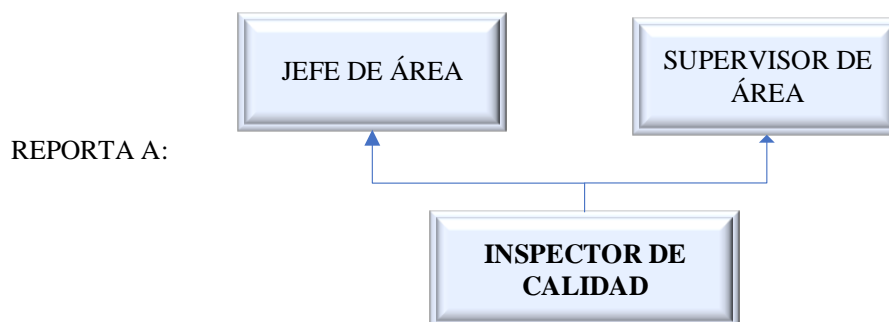 JEFE DE ÁREA
SUPERVISOR DE
ÁREA
REPORTA A:
INSPECTOR DE
CALIDAD